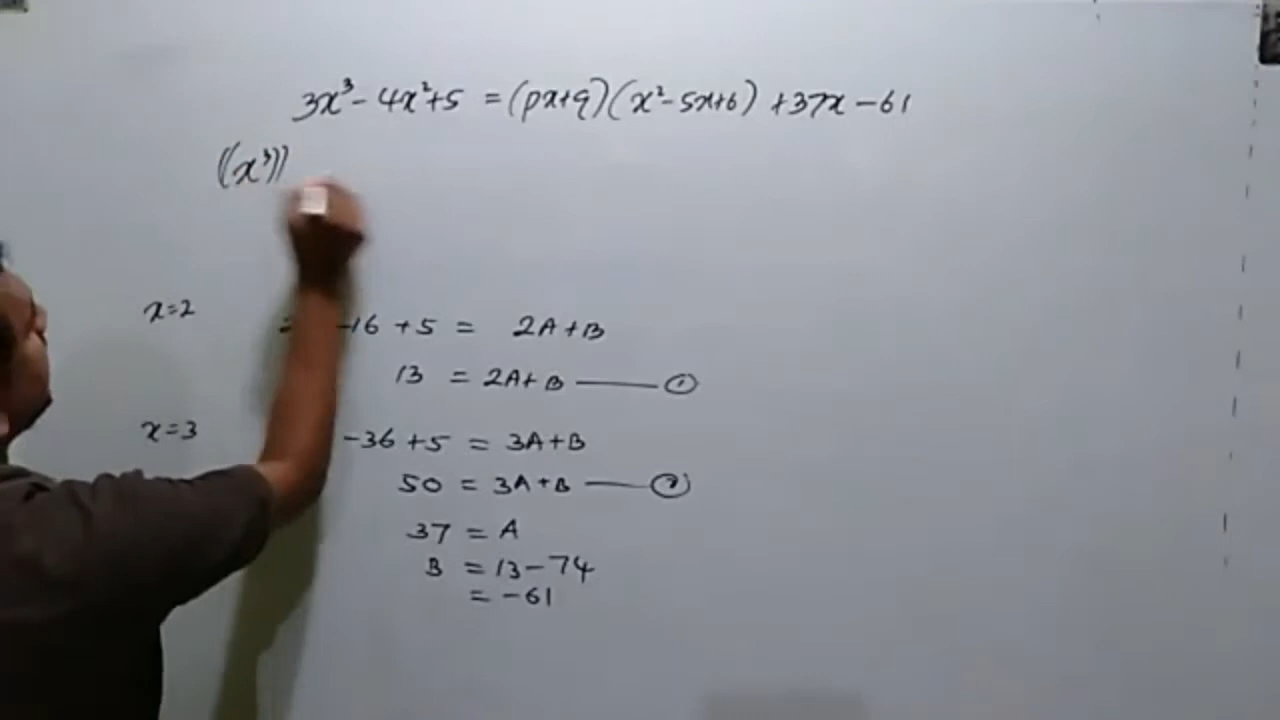 3x³ - 4x² + 5 = (px+q)(x² - 5x + 6) + 37x - 61
((x³))
x=2 -16 + 5 = 2A+B
13 = 2A+B —— ①
x=3 -36 + 5 = 3A+B
50 = 3A+B —— ②
37 = A
B = 13-74
= -61